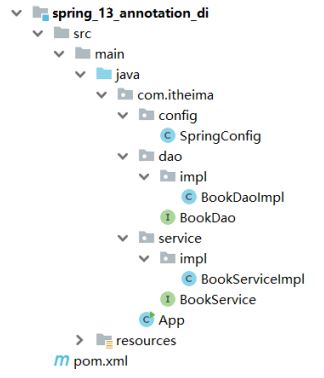 spring_13_annotation_di
src
main
java
com.itheima
config
C SpringConfig
dao
impl
C BookDaoImpl
I BookDao
service
impl
C BookServiceImpl
I BookService
C App
resources
m pom.xml